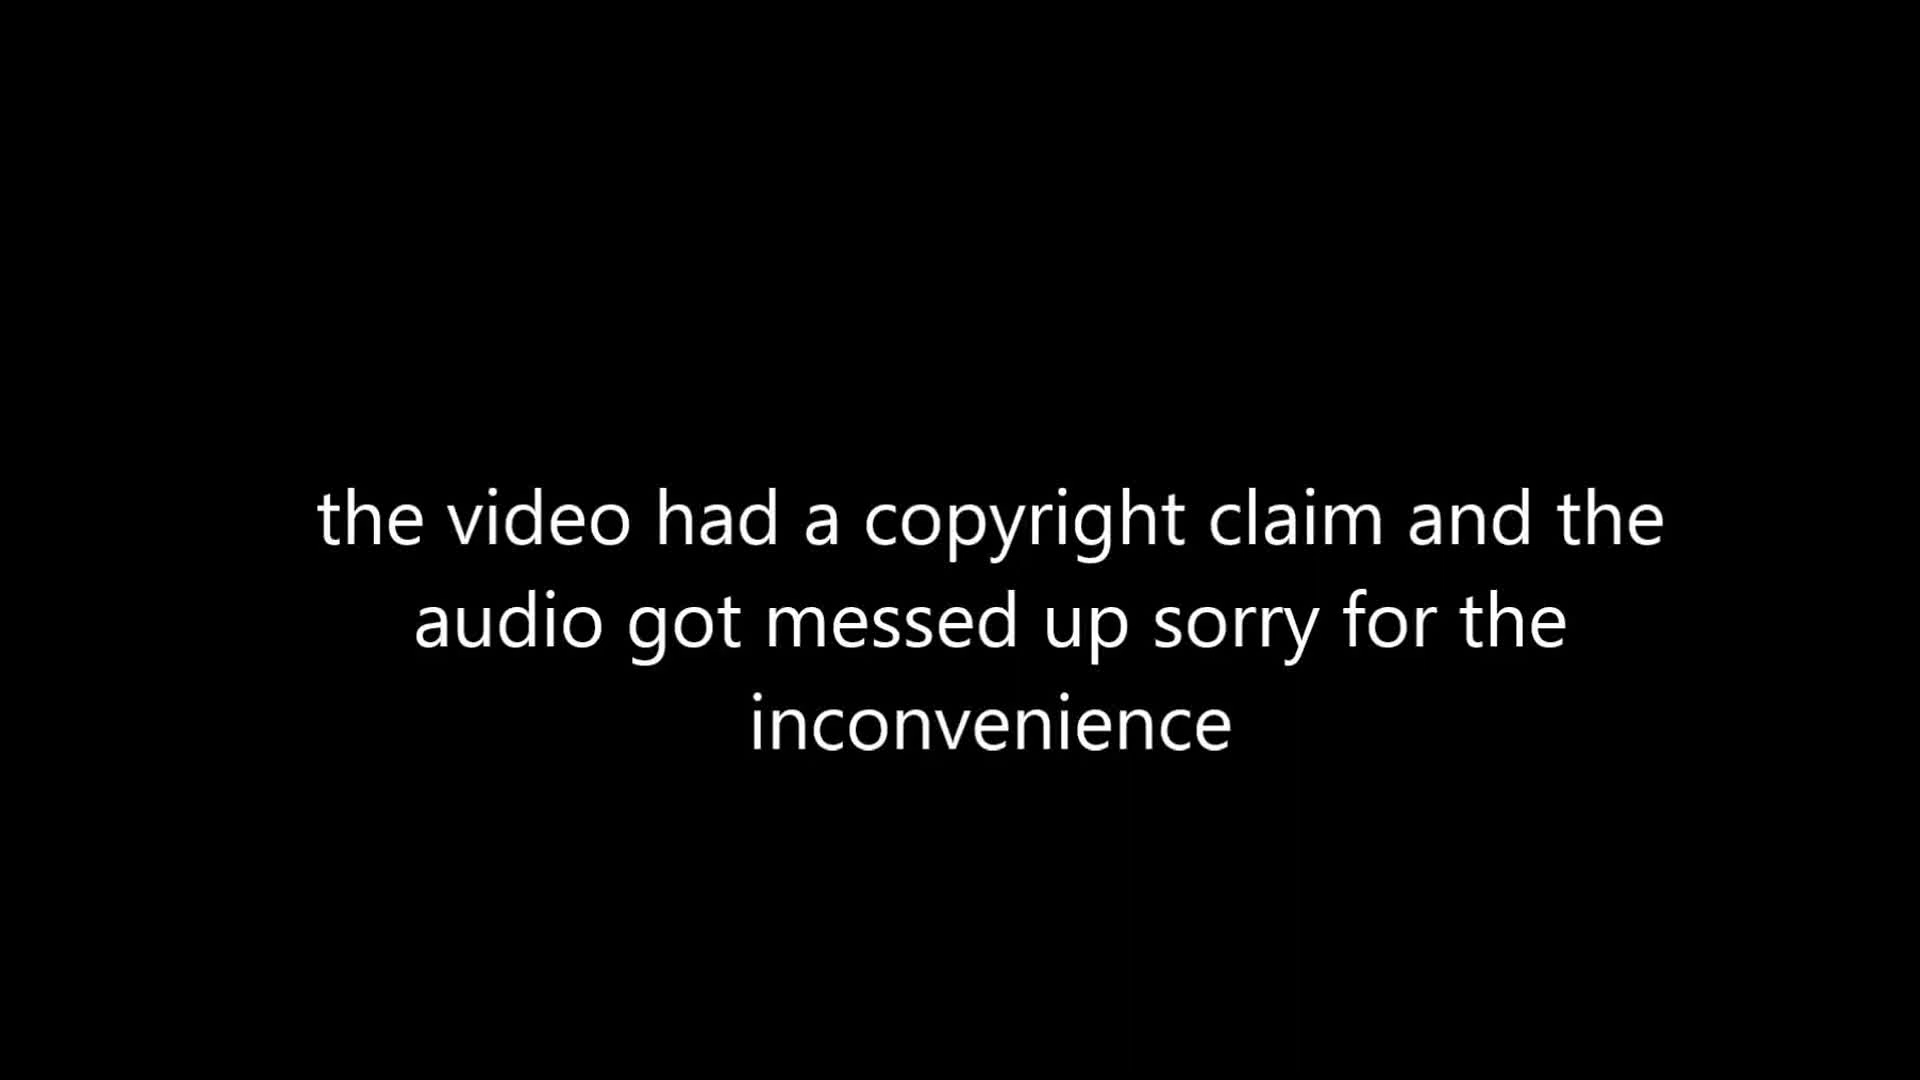 the video had a copyright claim and the
audio got messed up sorry for the
inconvenience